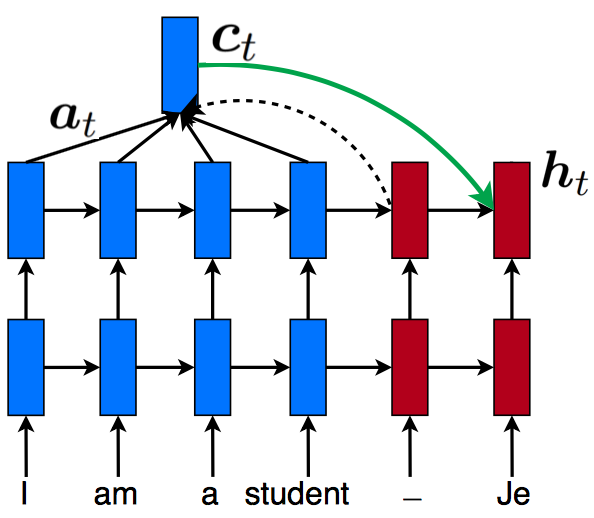 c_t
a_t
h_t
I am a student _ Je